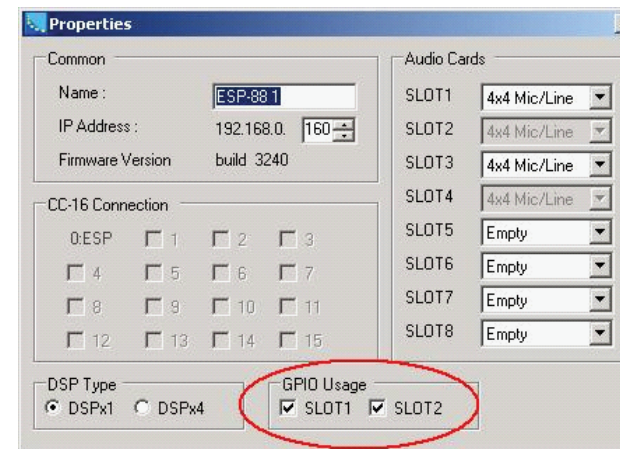 Properties
Common
Name :
ESP-88 1
IP Address :
192.168.0. 160
Firmware Version
build 3240
CC-16 Connection
0:ESP 1 2 3
4 5 6 7
8 9 10 11
12 13 14 15
DSP Type
DSPx1 DSPx4
GPIO Usage
SLOT1 SLOT2
Audio Cards
SLOT1 4x4 Mic/Line
SLOT2 4x4 Mic/Line
SLOT3 4x4 Mic/Line
SLOT4 4x4 Mic/Line
SLOT5 Empty
SLOT6 Empty
SLOT7 Empty
SLOT8 Empty